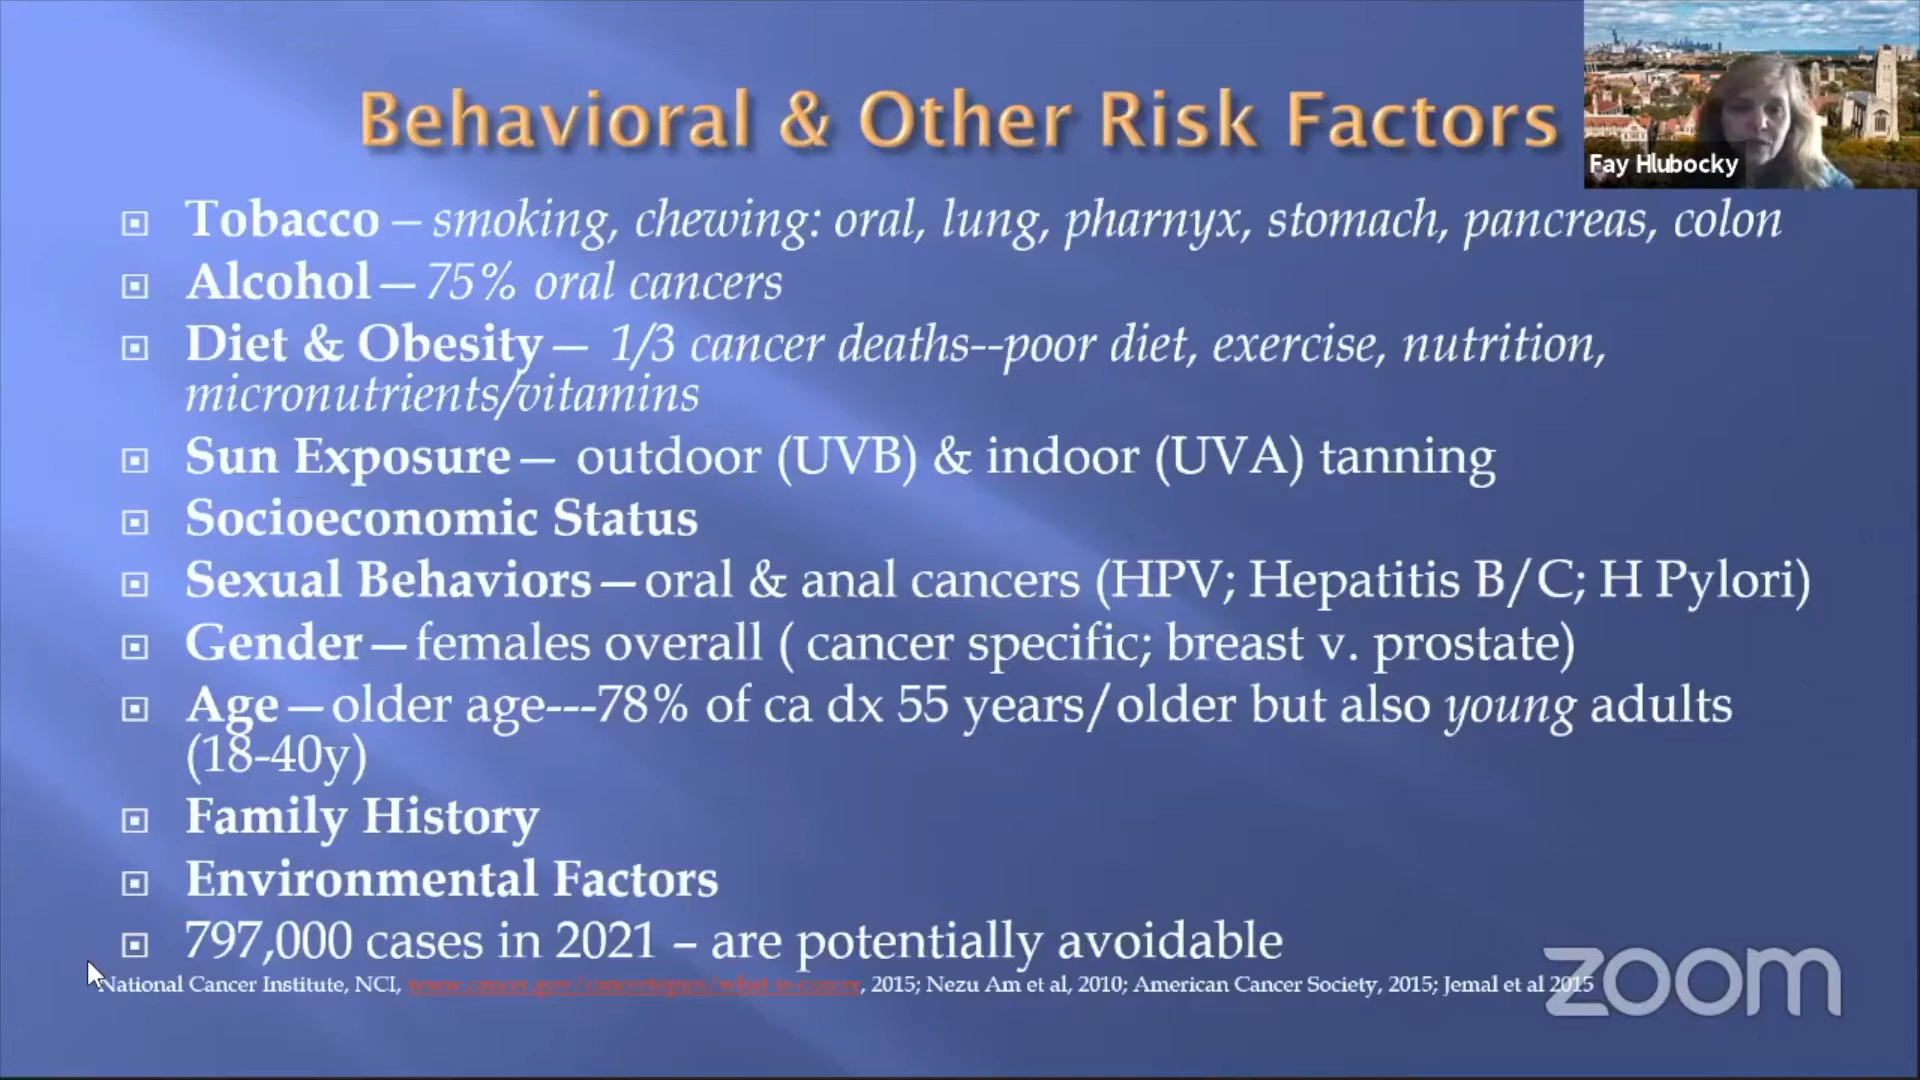 Behavioral & Other Risk Factors
Fay Hlubocky
Tobacco – smoking, chewing: oral, lung, pharnyx, stomach, pancreas, colon
Alcohol— 75% oral cancers
Diet & Obesity— 1/3 cancer deaths--poor diet, exercise, nutrition,
micronutrients/vitamins
Sun Exposure— outdoor (UVB) & indoor (UVA) tanning
Socioeconomic Status
Sexual Behaviors—oral & anal cancers (HPV; Hepatitis B/C; H Pylori)
Gender—females overall ( cancer specific; breast v. prostate)
Age—older age---78% of ca dx 55 years/older but also young adults
(18-40y)
Family History
Environmental Factors
797,000 cases in 2021 – are potentially avoidable
National Cancer Institute, NCI, www.cancer.gov/cancertopics/what-is-cancer, 2015; Nezu Am et al, 2010; American Cancer Society, 2015; Jemal et al 2015
zoom